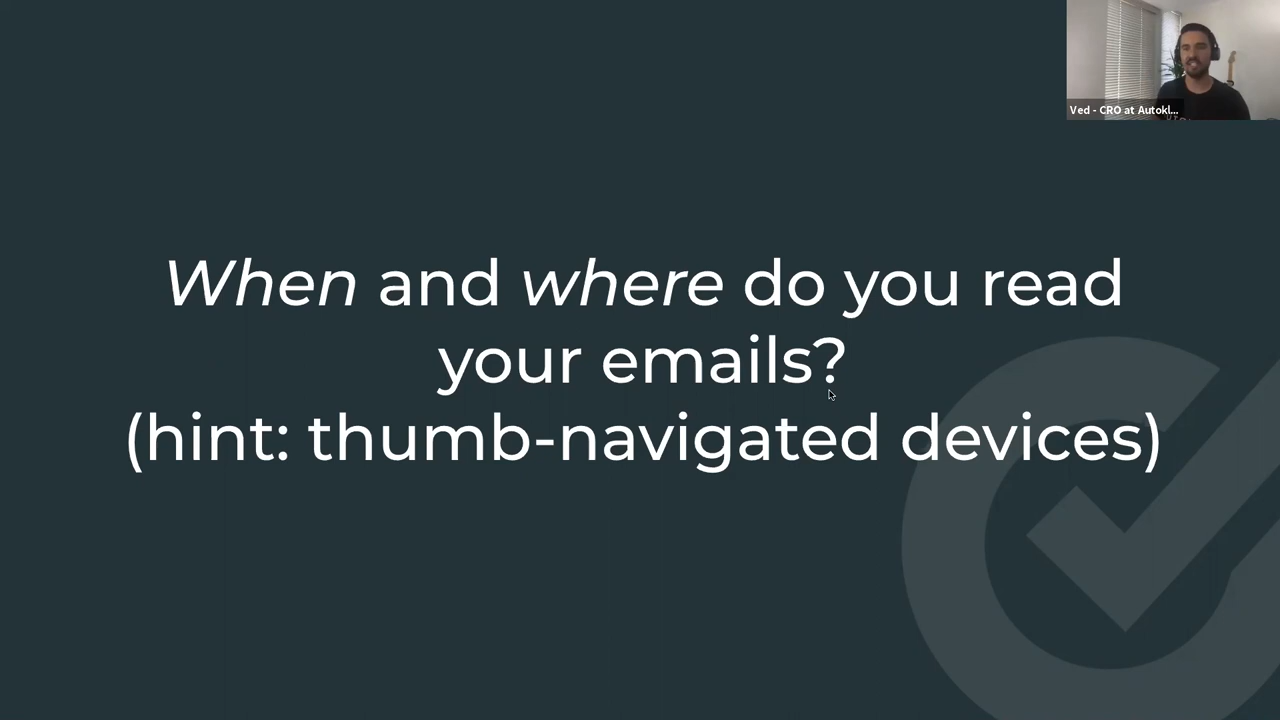 Ved - CRO at Autokl...
When and where do you read
your emails?
(hint: thumb-navigated devices)